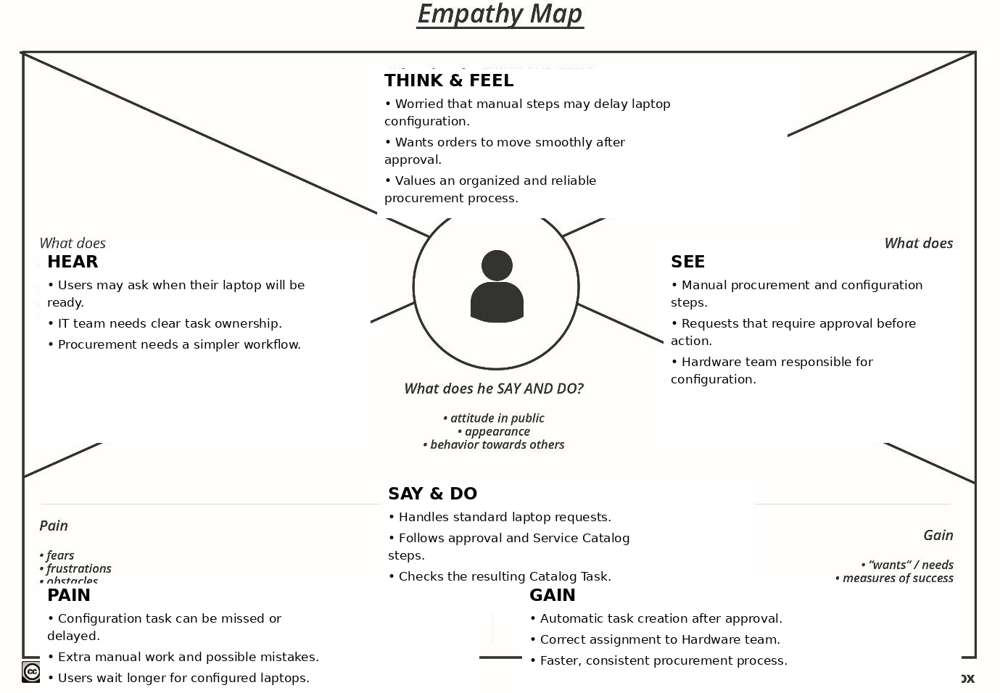 Empathy Map
THINK & FEEL
• Worried that manual steps may delay laptop
configuration.
• Wants orders to move smoothly after
approval.
• Values an organized and reliable
procurement process.
What does
HEAR
• Users may ask when their laptop will be
ready.
• IT team needs clear task ownership.
• Procurement needs a simpler workflow.
What does
SEE
• Manual procurement and configuration
steps.
• Requests that require approval before
action.
• Hardware team responsible for
configuration.
What does he SAY AND DO?
• attitude in public
• appearance
• behavior towards others
SAY & DO
• Handles standard laptop requests.
• Follows approval and Service Catalog
steps.
• Checks the resulting Catalog Task.
Pain
• fears
• frustrations
• obstacles
PAIN
• Configuration task can be missed or
delayed.
• Extra manual work and possible mistakes.
• Users wait longer for configured laptops.
Gain
• “wants“ / needs
• measures of success
GAIN
• Automatic task creation after approval.
• Correct assignment to Hardware team.
• Faster, consistent procurement process.
cc